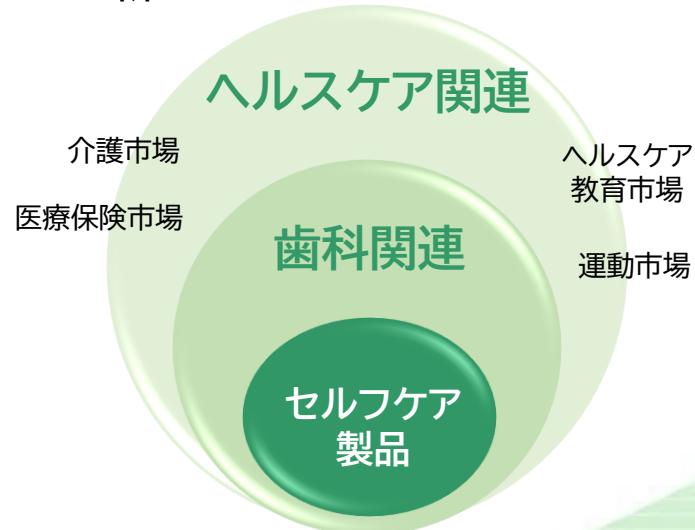 ヘルスケア関連
介護市場
ヘルスケア
教育市場
医療保険市場
歯科関連
運動市場
セルフケア
製品